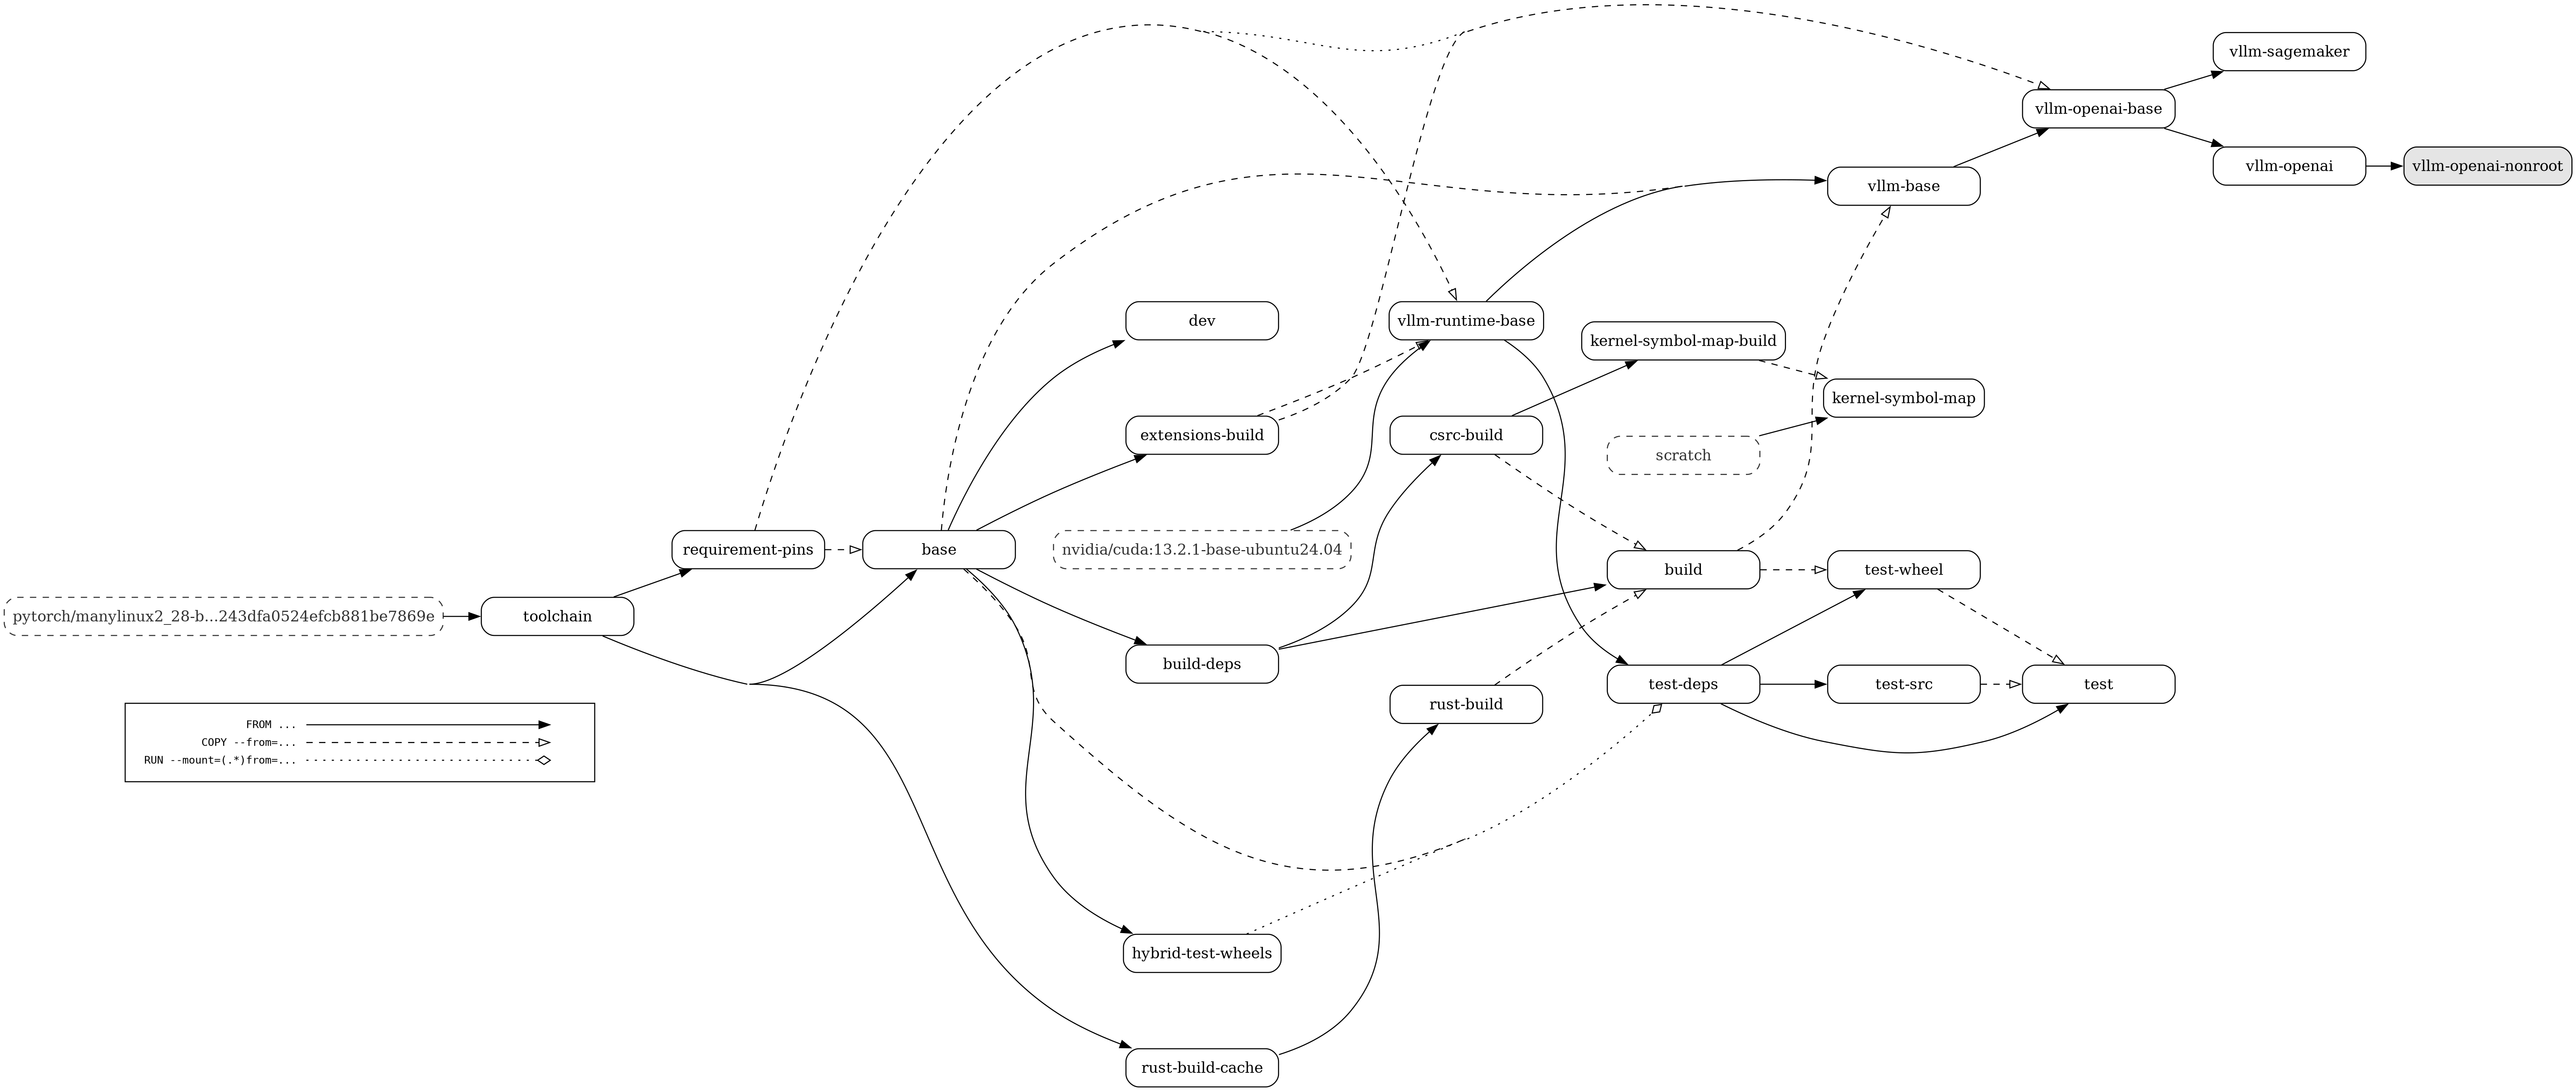 vllm-sagemaker
vllm-openai-base
vllm-openai
vllm-openai-nonroot
vllm-base
dev
vllm-runtime-base
kernel-symbol-map-build
kernel-symbol-map
extensions-build
csrc-build
scratch
requirement-pins
base
nvidia/cuda:13.2.1-base-ubuntu24.04
build
test-wheel
pytorch/manylinux2_28-b...243dfa0524efcb881be7869e
toolchain
build-deps
test-deps
test-src
test
rust-build
FROM ...
COPY --from=...
RUN --mount=(.*)from=...
hybrid-test-wheels
rust-build-cache